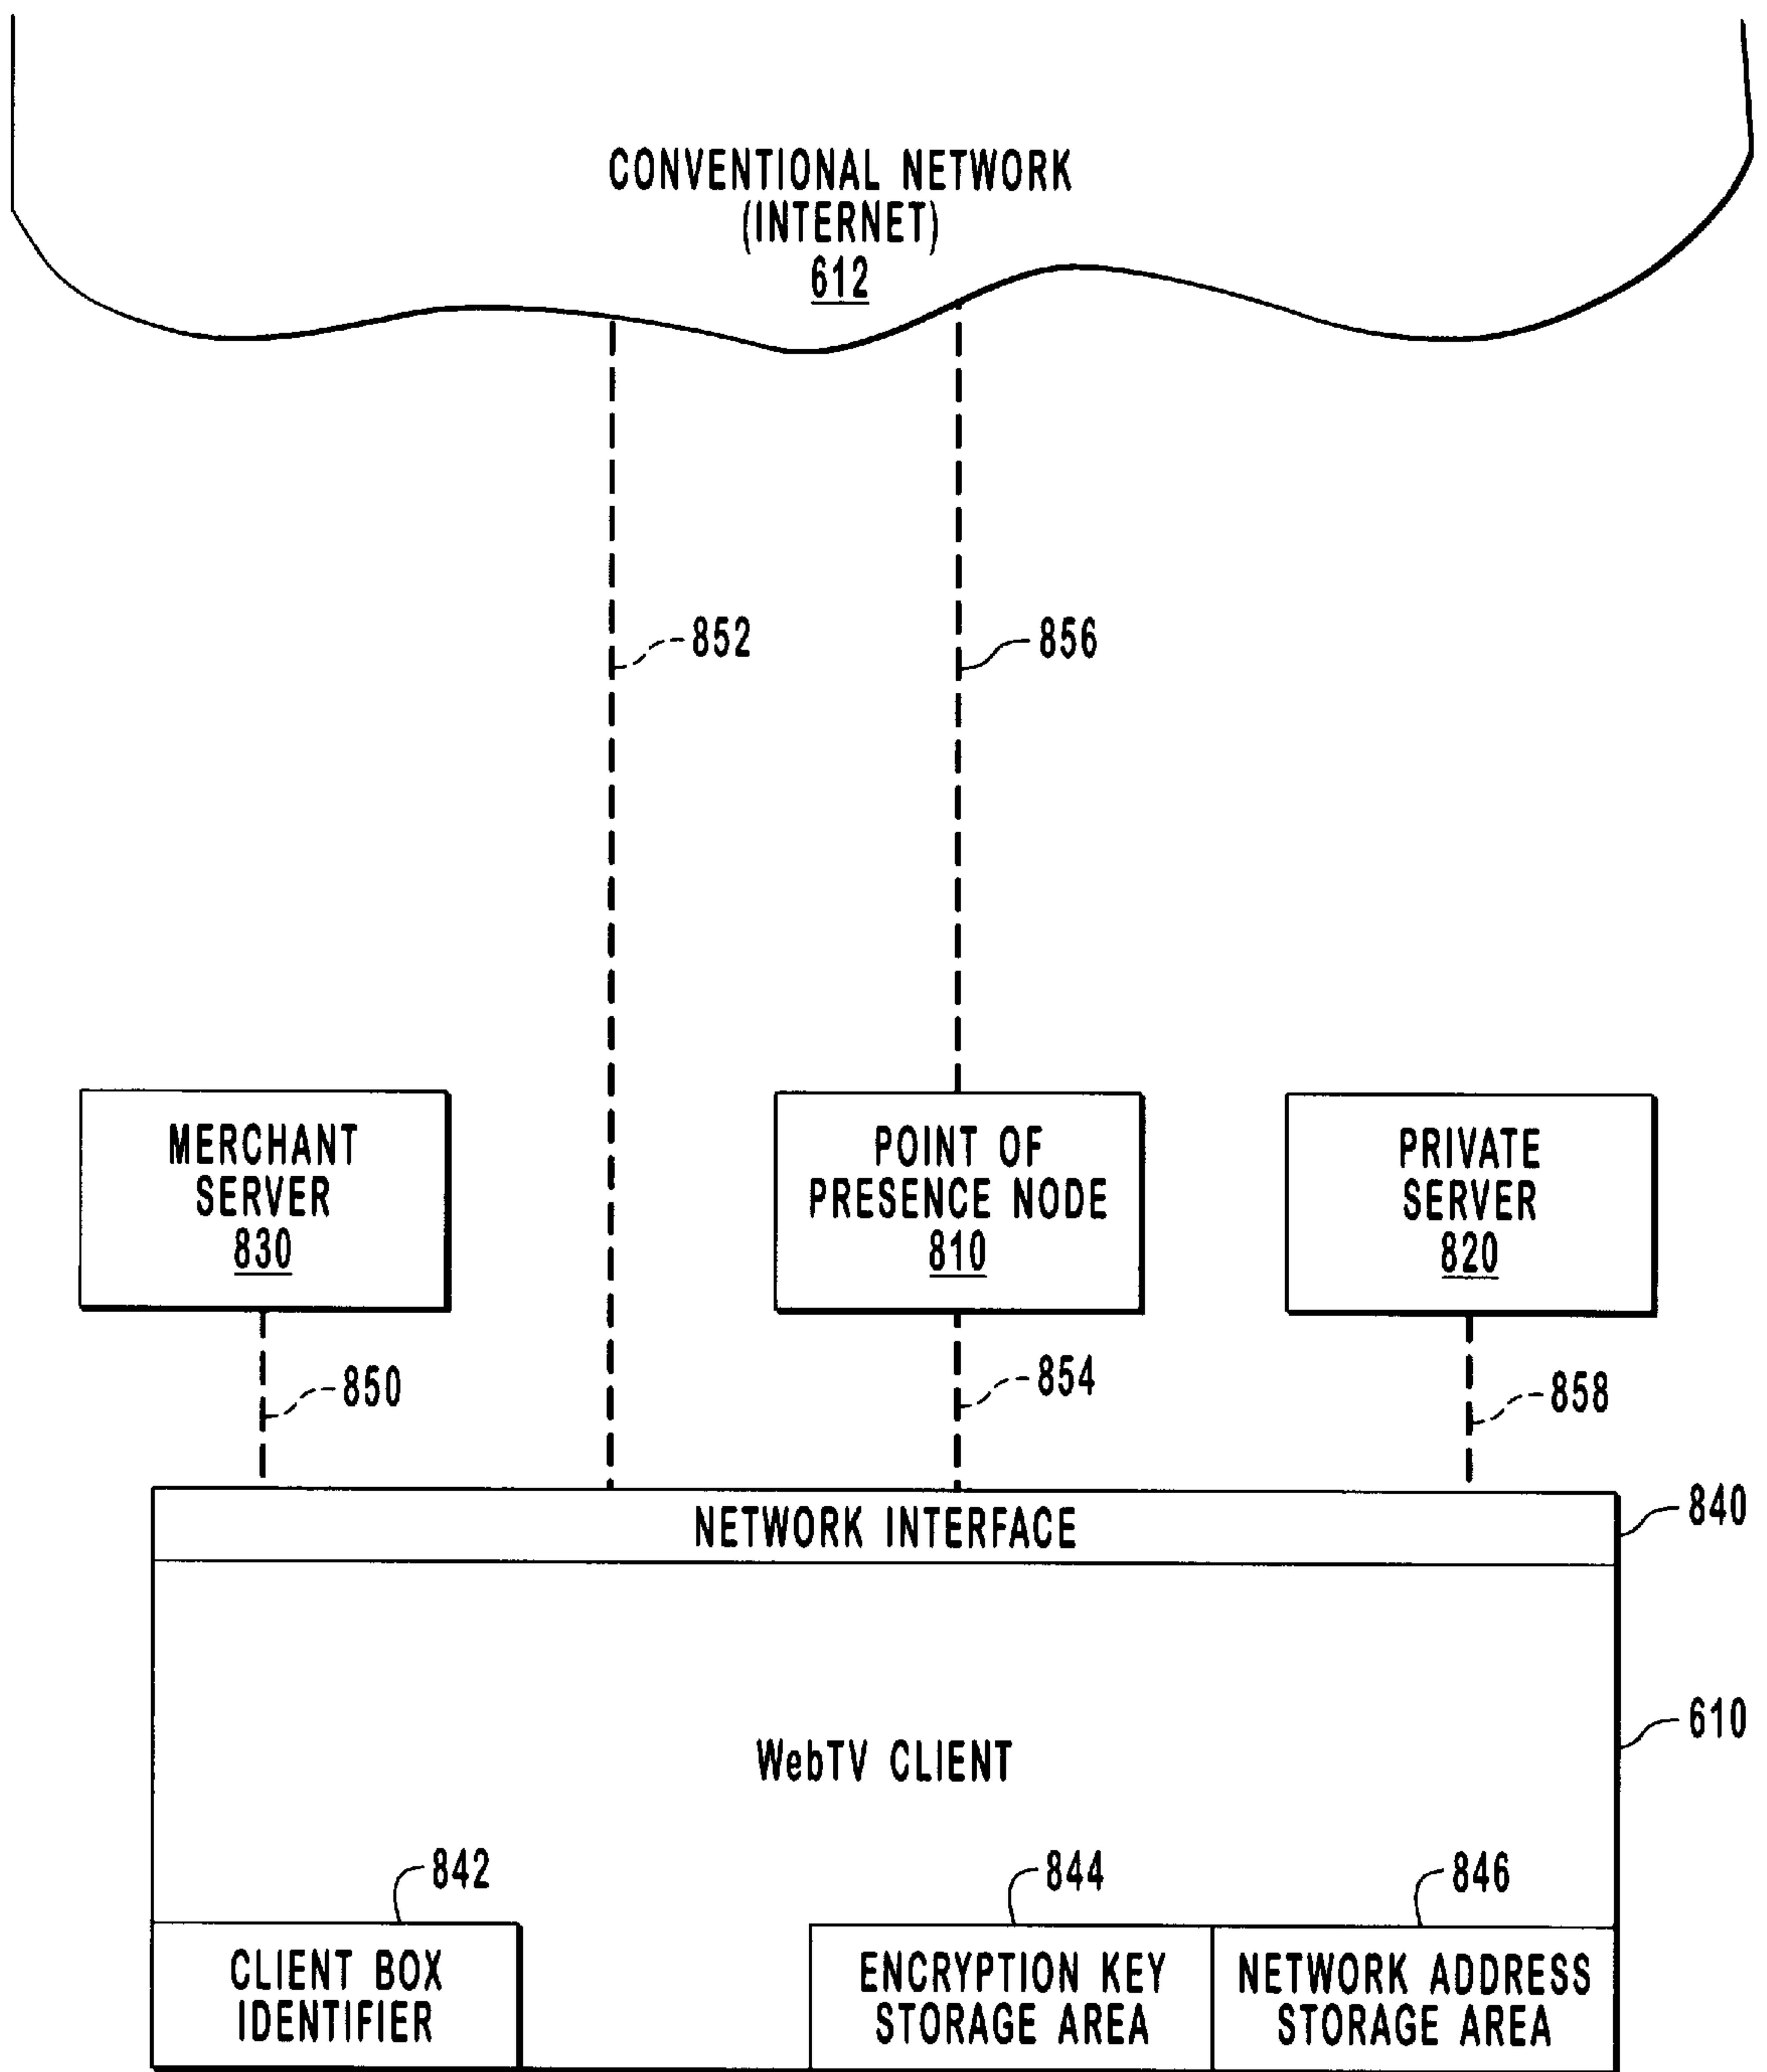 CONVENTIONAL NETWORK
(INTERNET)
612
852
856
MERCHANT
SERVER
830
POINT OF
PRESENCE NODE
810
PRIVATE
SERVER
820
850
854
858
NETWORK INTERFACE
840
WebTV CLIENT
610
842
844
846
CLIENT BOX
IDENTIFIER
ENCRYPTION KEY
STORAGE AREA
NETWORK ADDRESS
STORAGE AREA